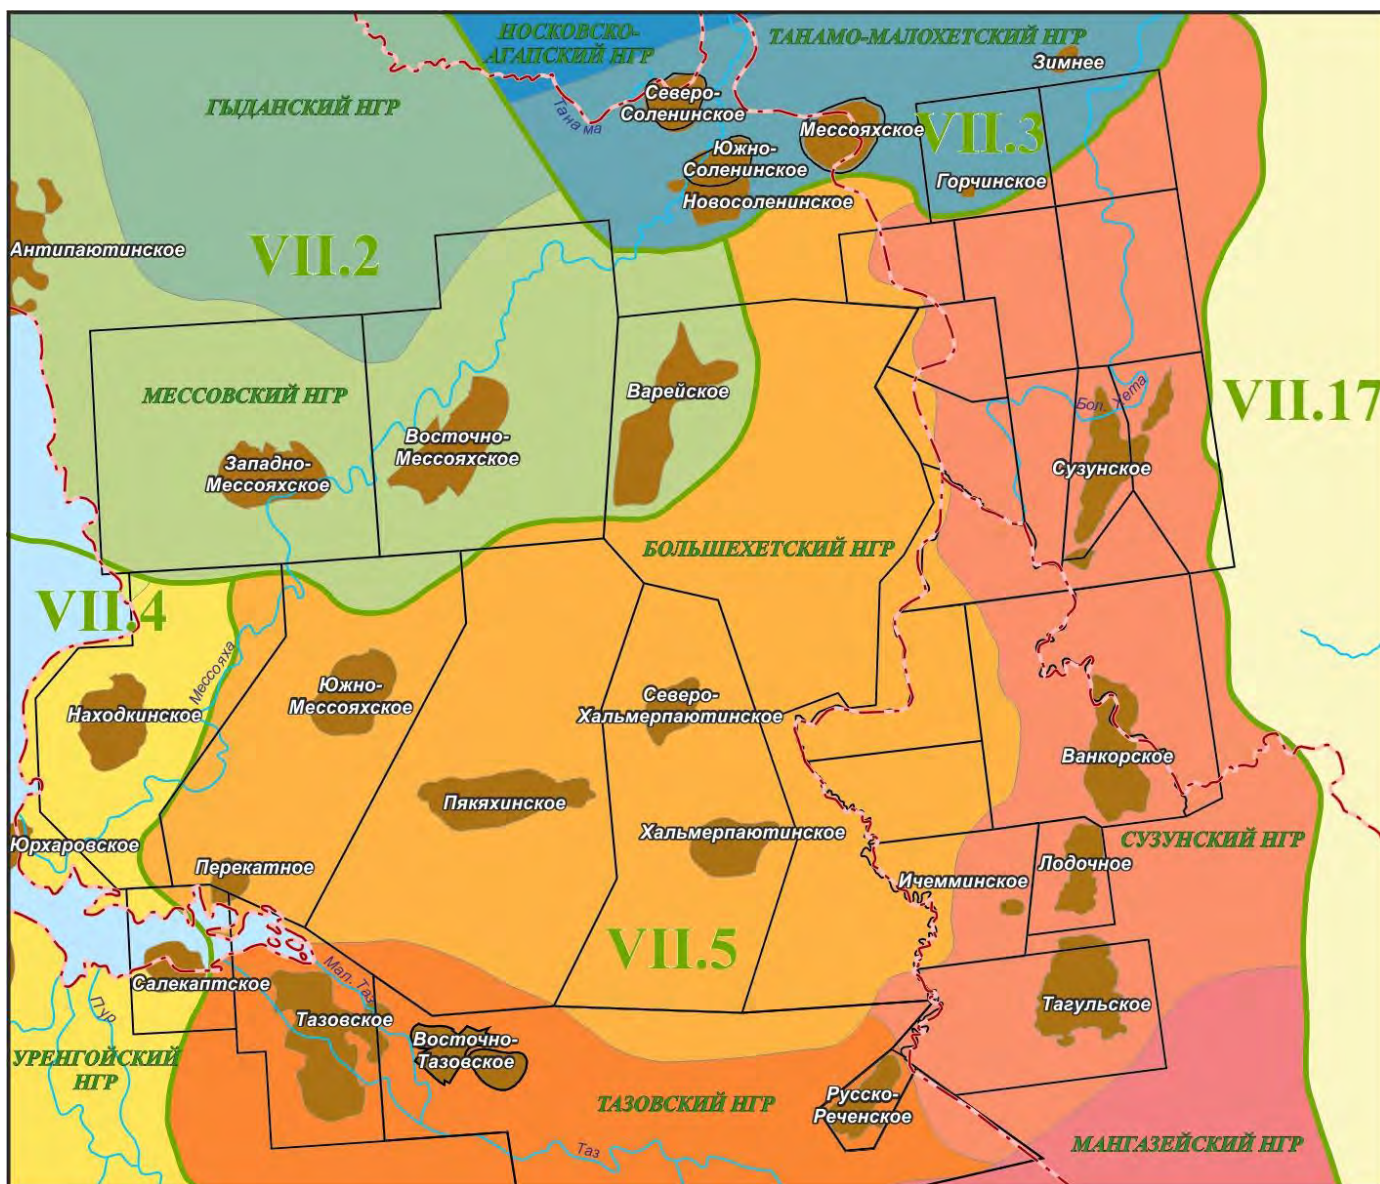 НОСКОВСКО-
АГАПСКИЙ НГР
ТАНАМО-МАЛОХЕТСКИЙ НГР
Зимнее
ГЫДАНСКИЙ НГР
Северо-
Соленинское
Танама
Мессояхское
VII.3
Южно-
Соленинское
Горчинское
Новосоленинское
Антипаютинское
VII.2
МЕССОВСКИЙ НГР
Варейское
Бол. Хета
VII.17
Восточно-
Мессояхское
Западно-
Мессояхское
Сузунское
БОЛЬШЕХЕТСКИЙ НГР
VII.4
Мессояха
Находкинское
Южно-
Мессояхское
Северо-
Хальмерпаютинское
Ванкорское
Пякяхинское
Хальмерпаютинское
Юрхаровское
СУЗУНСКИЙ НГР
Перекатное
Лодочное
Ичемминское
VII.5
Салекаптское
Мал. Таз
Пур
Тазовское
Тагульское
Восточно-
Тазовское
УРЕНГОЙСКИЙ
НГР
ТАЗОВСКИЙ НГР
Русско-
Реченское
Таз
МАНГАЗЕЙСКИЙ НГР